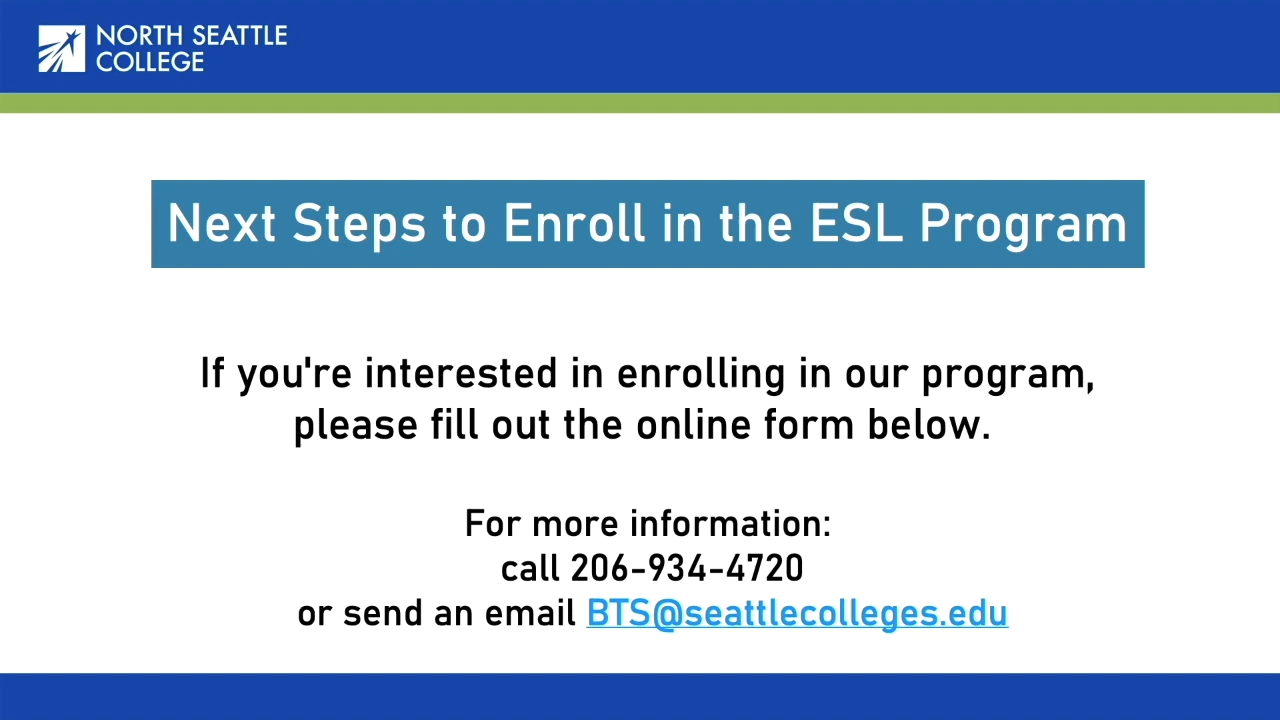 NORTH SEATTLE
COLLEGE
Next Steps to Enroll in the ESL Program
If you're interested in enrolling in our program,
please fill out the online form below.
For more information:
call 206-934-4720
or send an email BTS@seattlecolleges.edu